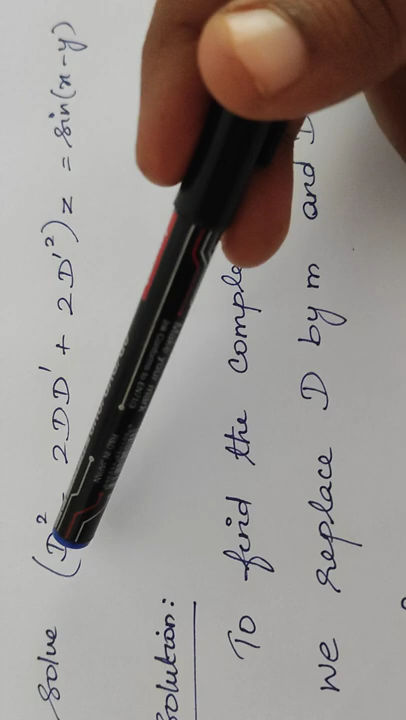 Solve (D² - 2DD' + 2D'²) z = sin(x-y)
Solution:
To find the comple
We replace D by m and D